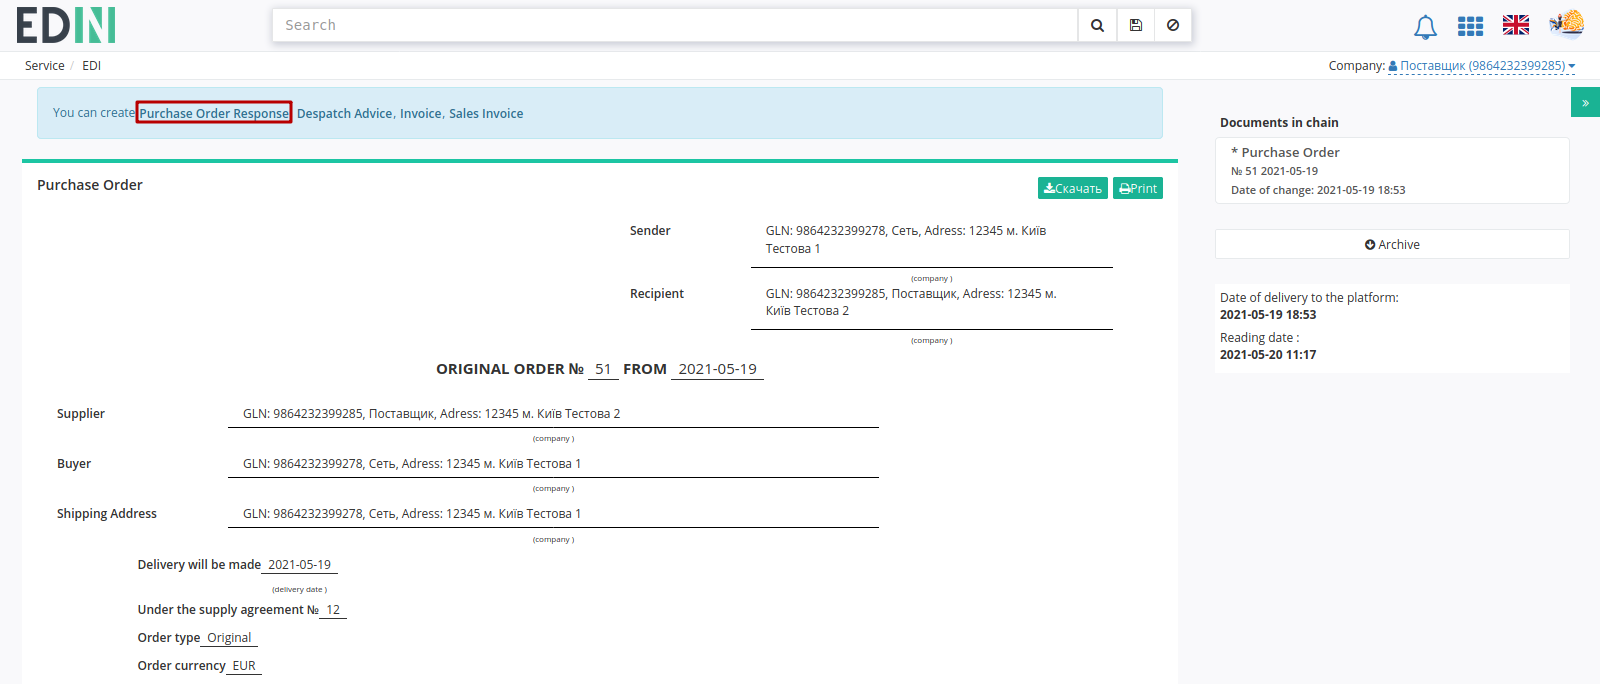 EDIN
Search
Service / EDI
Company: Поставщик (9864232399285)
You can create Purchase Order Response, Despatch Advice, Invoice, Sales Invoice
»
Purchase Order
Скачать Print
Sender GLN: 9864232399278, Сеть, Adress: 12345 м. Київ
Тестова 1
(company )
Recipient GLN: 9864232399285, Поставщик, Adress: 12345 м.
Київ Тестова 2
(company )
ORIGINAL ORDER № 51 FROM 2021-05-19
Supplier GLN: 9864232399285, Поставщик, Adress: 12345 м. Київ Тестова 2
(company )
Buyer GLN: 9864232399278, Сеть, Adress: 12345 м. Київ Тестова 1
(company )
Shipping Address GLN: 9864232399278, Сеть, Adress: 12345 м. Київ Тестова 1
(company )
Delivery will be made 2021-05-19
(delivery date )
Under the supply agreement № 12
Order type Original
Order currency EUR
Documents in chain
* Purchase Order
№ 51 2021-05-19
Date of change: 2021-05-19 18:53
Archive
Date of delivery to the platform:
2021-05-19 18:53
Reading date :
2021-05-20 11:17